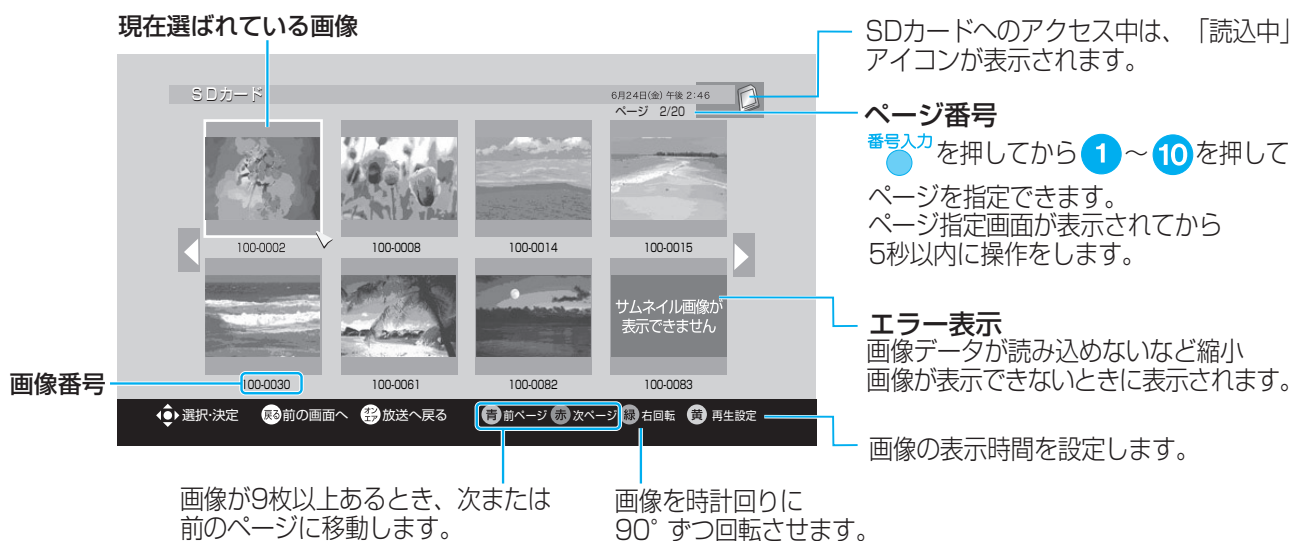 現在選ばれている画像
SDカードへのアクセス中は、「読込中」
アイコンが表示されます。
SDカード
6月24日(金) 午後 2:46
ページ 2/20
ページ番号
番号入力
を押してから 1 ~ 10 を押して
ページを指定できます。
ページ指定画面が表示されてから
5秒以内に操作をします。
100-0002 100-0008 100-0014 100-0015
サムネイル画像が
表示できません
エラー表示
画像データが読み込めないなど縮小
画像が表示できないときに表示されます。
画像番号
100-0030 100-0061 100-0082 100-0083
選択・決定 戻る 前の画面へ オンエア 放送へ戻る 青 前ページ 赤 次ページ 緑 右回転 黄 再生設定
画像の表示時間を設定します。
画像が9枚以上あるとき、次または
前のページに移動します。
画像を時計回りに
90°ずつ回転させます。